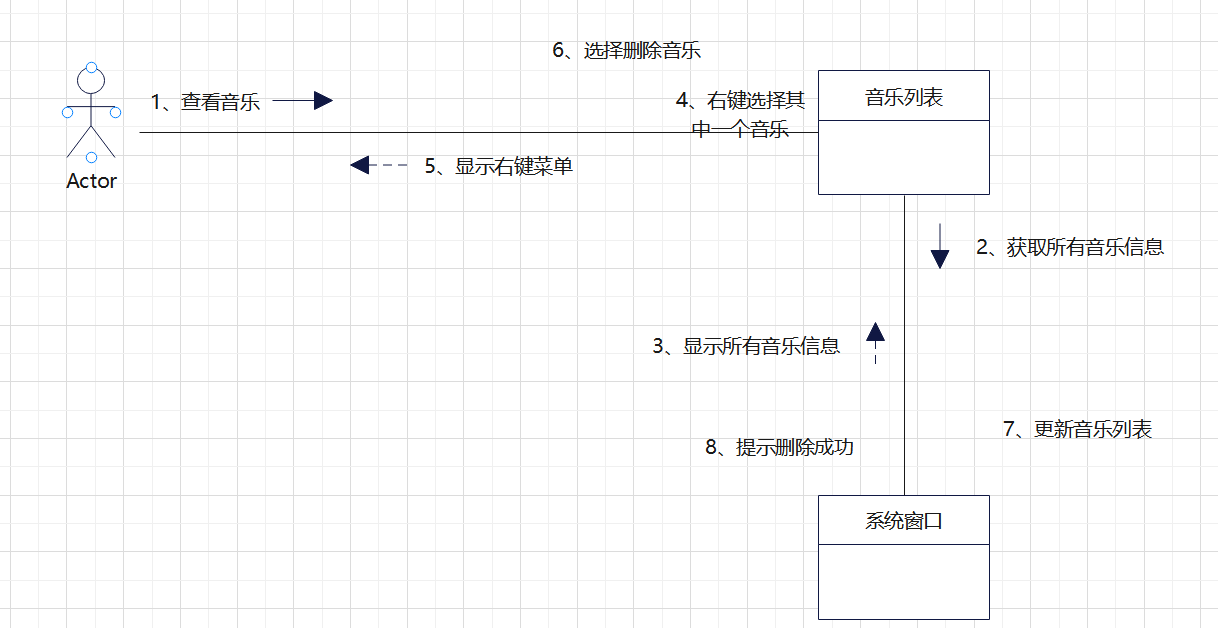 6、选择删除音乐
1、查看音乐
4、右键选择其
中一个音乐
音乐列表
5、显示右键菜单
Actor
2、获取所有音乐信息
3、显示所有音乐信息
7、更新音乐列表
8、提示删除成功
系统窗口